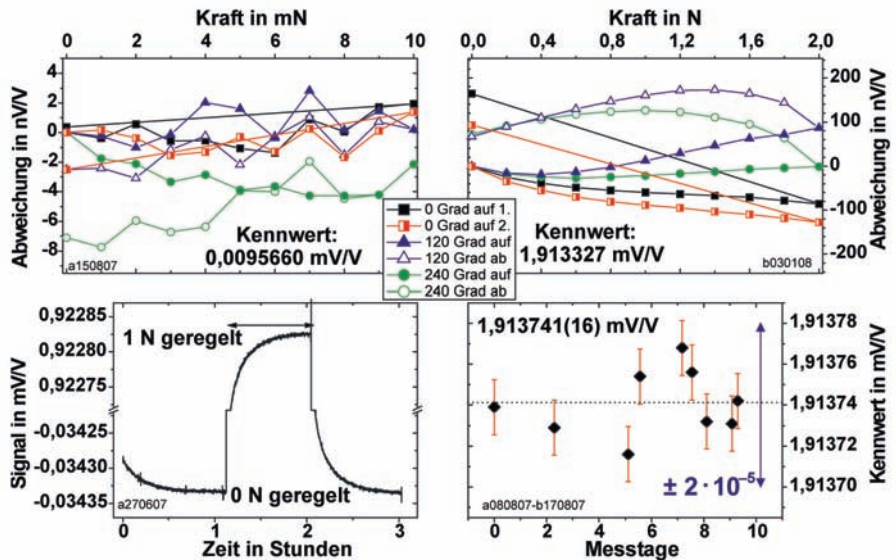 Kraft in mN
0 2 4 6 8 10
Abweichung in nV/V
4
2
0
-2
-4
-6
-8
Kennwert:
0,0095660 mV/V
a150807
Kraft in N
0,0 0,4 0,8 1,2 1,6 2,0
200
100
0
-100
-200
Abweichung in nV/V
Kennwert:
1,913327 mV/V
b030108
0 Grad auf 1.
0 Grad auf 2.
120 Grad auf
120 Grad ab
240 Grad auf
240 Grad ab
Signal in mV/V
0,92285
0,92280
0,92275
-0,03425
-0,03430
-0,03435
1 N geregelt
0 N geregelt
a270607
0 1 2 3
Zeit in Stunden
1,913741(16) mV/V
± 2 · 10⁻⁵
a080807-b170807
1,91378
1,91376
1,91374
1,91372
1,91370
Kennwert in mV/V
0 2 4 6 8 10
Messtage